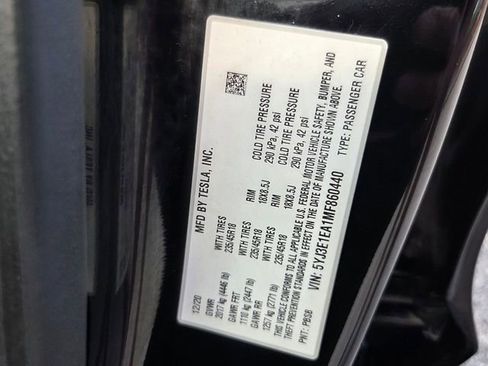 MFD BY TESLA, INC.
12/20
GVWR
2017 kg (4446 lb)
GAWR FRT WITH TIRES RIM COLD TIRE PRESSURE
1110 kg (2447 lb) 235/45R18 18X8.5J 290 kPa, 42 psi
GAWR RR WITH TIRES RIM COLD TIRE PRESSURE
1257 kg (2771 lb) 235/45R18 18X8.5J 290 kPa, 42 psi
THIS VEHICLE CONFORMS TO ALL APPLICABLE U.S. FEDERAL MOTOR VEHICLE SAFETY, BUMPER, AND
THEFT PREVENTION STANDARDS IN EFFECT ON THE DATE OF MANUFACTURE SHOWN ABOVE.
VIN: 5YJ3E1EA1MF860440 TYPE: PASSENGER CAR
PNT: PBSB